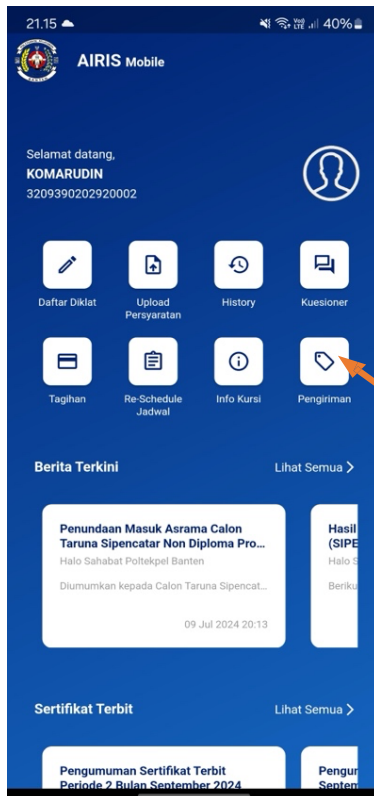 21.15
40%
AIRIS Mobile
Selamat datang,
KOMARUDIN
3209390202920002
Daftar Diklat
Upload
Persyaratan
History
Kuesioner
Tagihan
Re-Schedule
Jadwal
Info Kursi
Pengiriman
Berita Terkini
Lihat Semua
Penundaan Masuk Asrama Calon
Taruna Sipencatar Non Diploma Pro...
Halo Sahabat Poltekpel Banten
Diumumkan kepada Calon Taruna Sipencat...
09 Jul 2024 20:13
Hasil
(SIPE
Halo S
Beriku
Sertifikat Terbit
Lihat Semua
Pengumuman Sertifikat Terbit
Periode 2 Bulan September 2024
Pengur
Septem